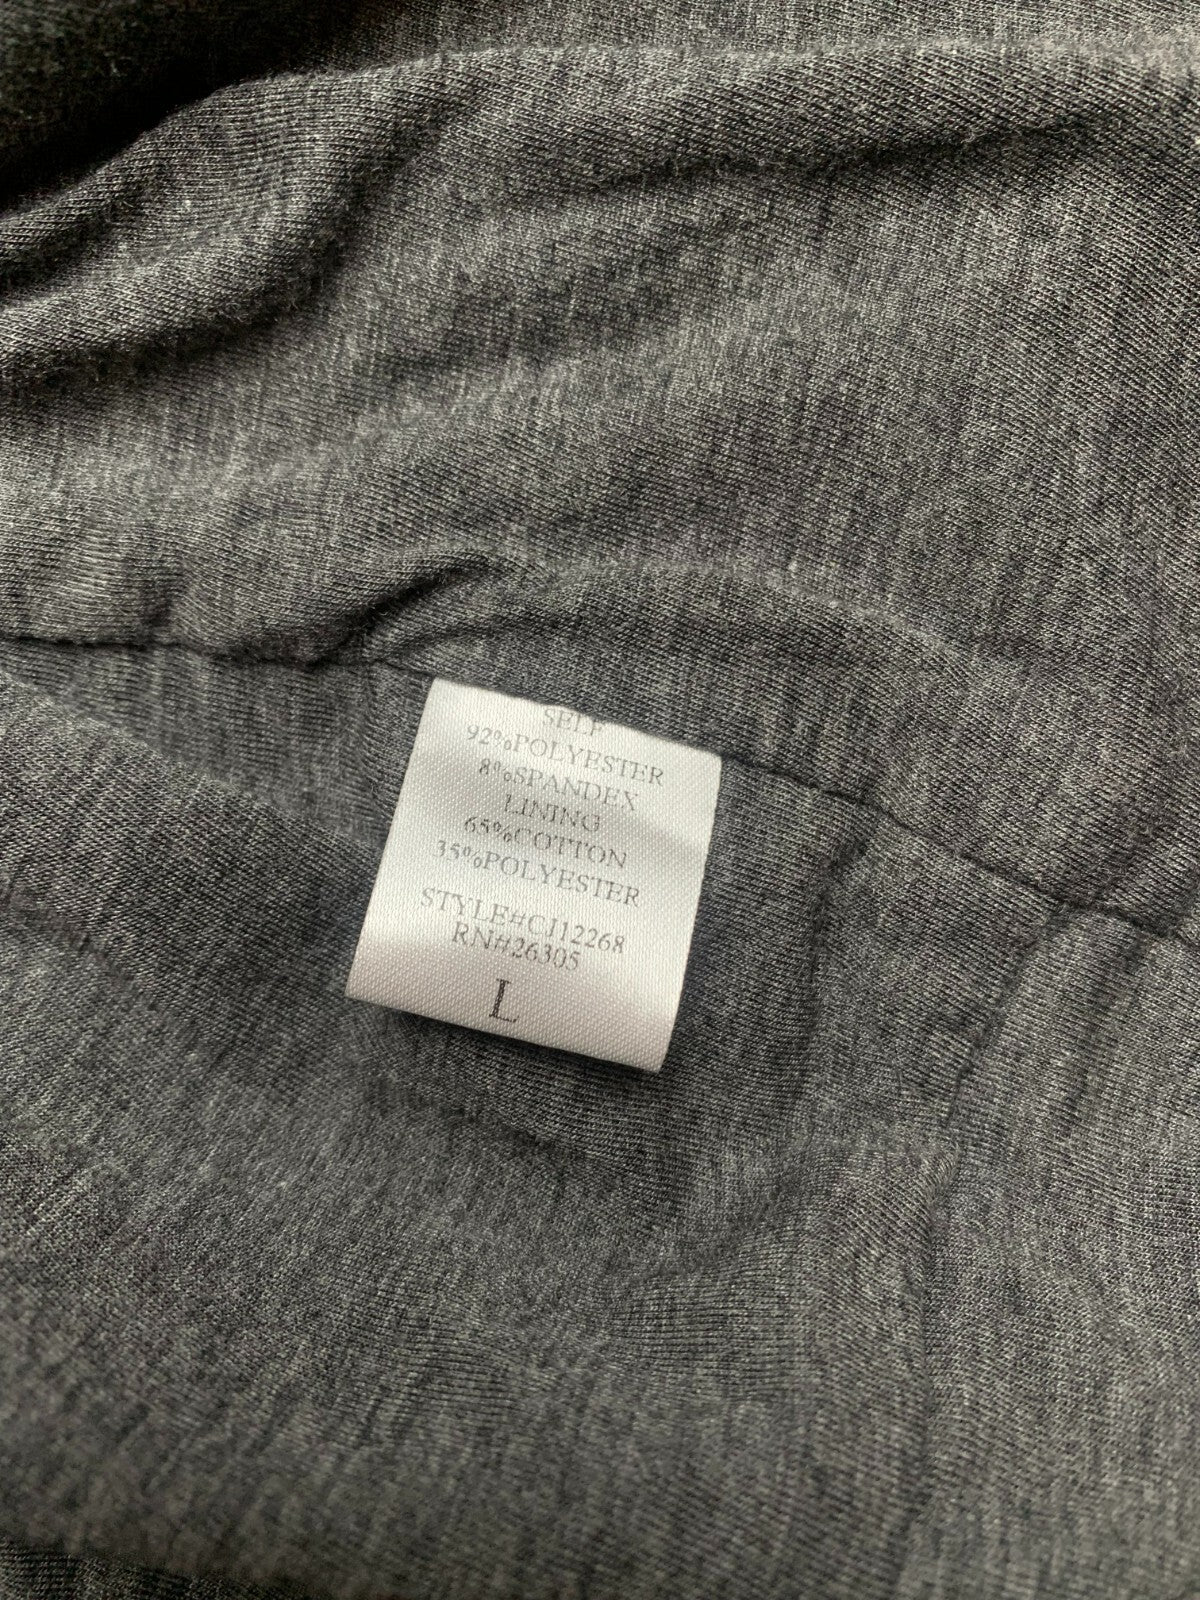 SELF
92%POLYESTER
8%SPANDEX
LINING
65%COTTON
35%POLYESTER
STYLE#CJ12268
RN#26305
L